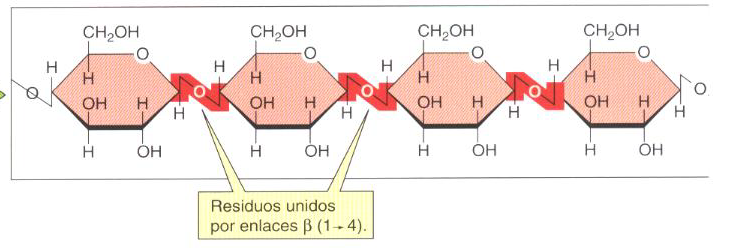 CH₂OH CH₂OH CH₂OH CH₂OH
O O O O
H H H H
H H H H
O O O O O
OH H OH H OH H OH H
H H H H
H OH H OH H OH H OH
Residuos unidos
por enlaces β (1→4).